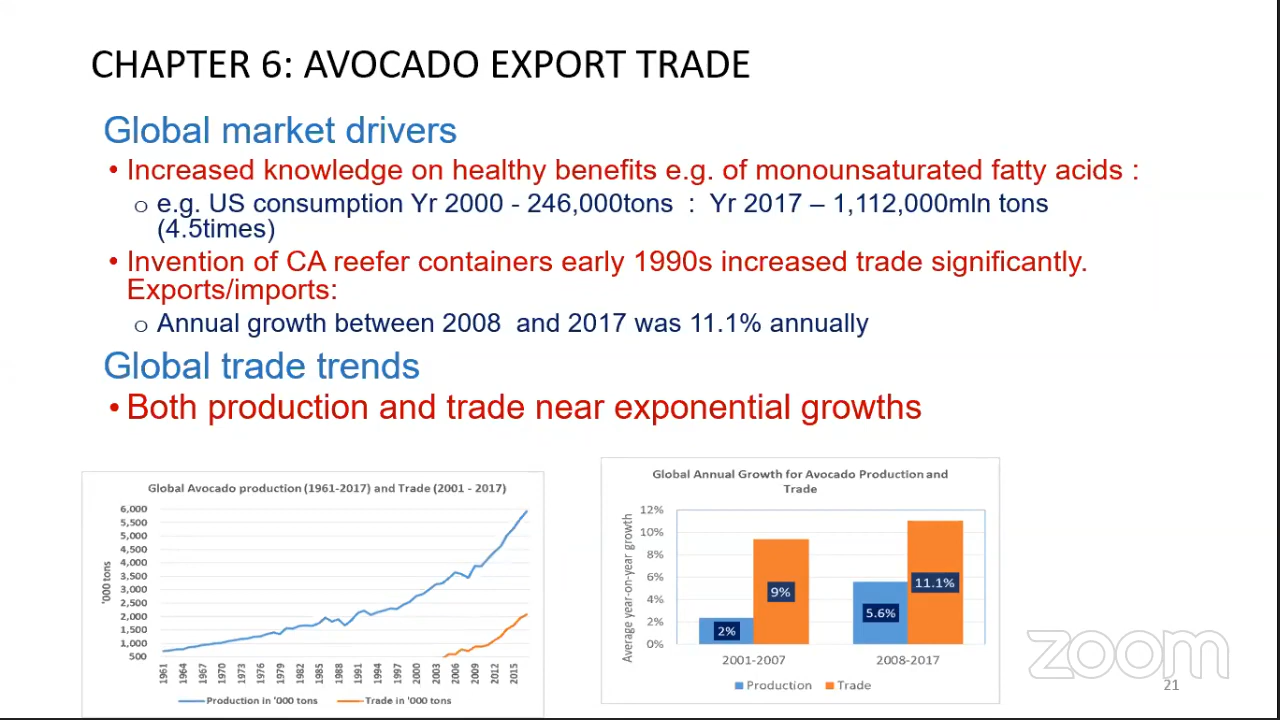 CHAPTER 6: AVOCADO EXPORT TRADE
Global market drivers
• Increased knowledge on healthy benefits e.g. of monounsaturated fatty acids :
o e.g. US consumption Yr 2000 - 246,000tons : Yr 2017 – 1,112,000mln tons
(4.5times)
• Invention of CA reefer containers early 1990s increased trade significantly.
Exports/imports:
o Annual growth between 2008 and 2017 was 11.1% annually
Global trade trends
• Both production and trade near exponential growths
Global Avocado production (1961-2017) and Trade (2001 - 2017)
'000 tons
6,000
5,500
5,000
4,500
4,000
3,500
3,000
2,500
2,000
1,500
1,000
500
1961 1964 1967 1970 1973 1976 1979 1982 1985 1988 1991 1994 1997 2000 2003 2006 2009 2012 2015
Production in '000 tons Trade in '000 tons
Global Annual Growth for Avocado Production and
Trade
Average year-on-year growth
12%
10%
8%
6%
4%
2%
0%
2%
9%
5.6%
11.1%
2001-2007 2008-2017
Production Trade
zoom
21